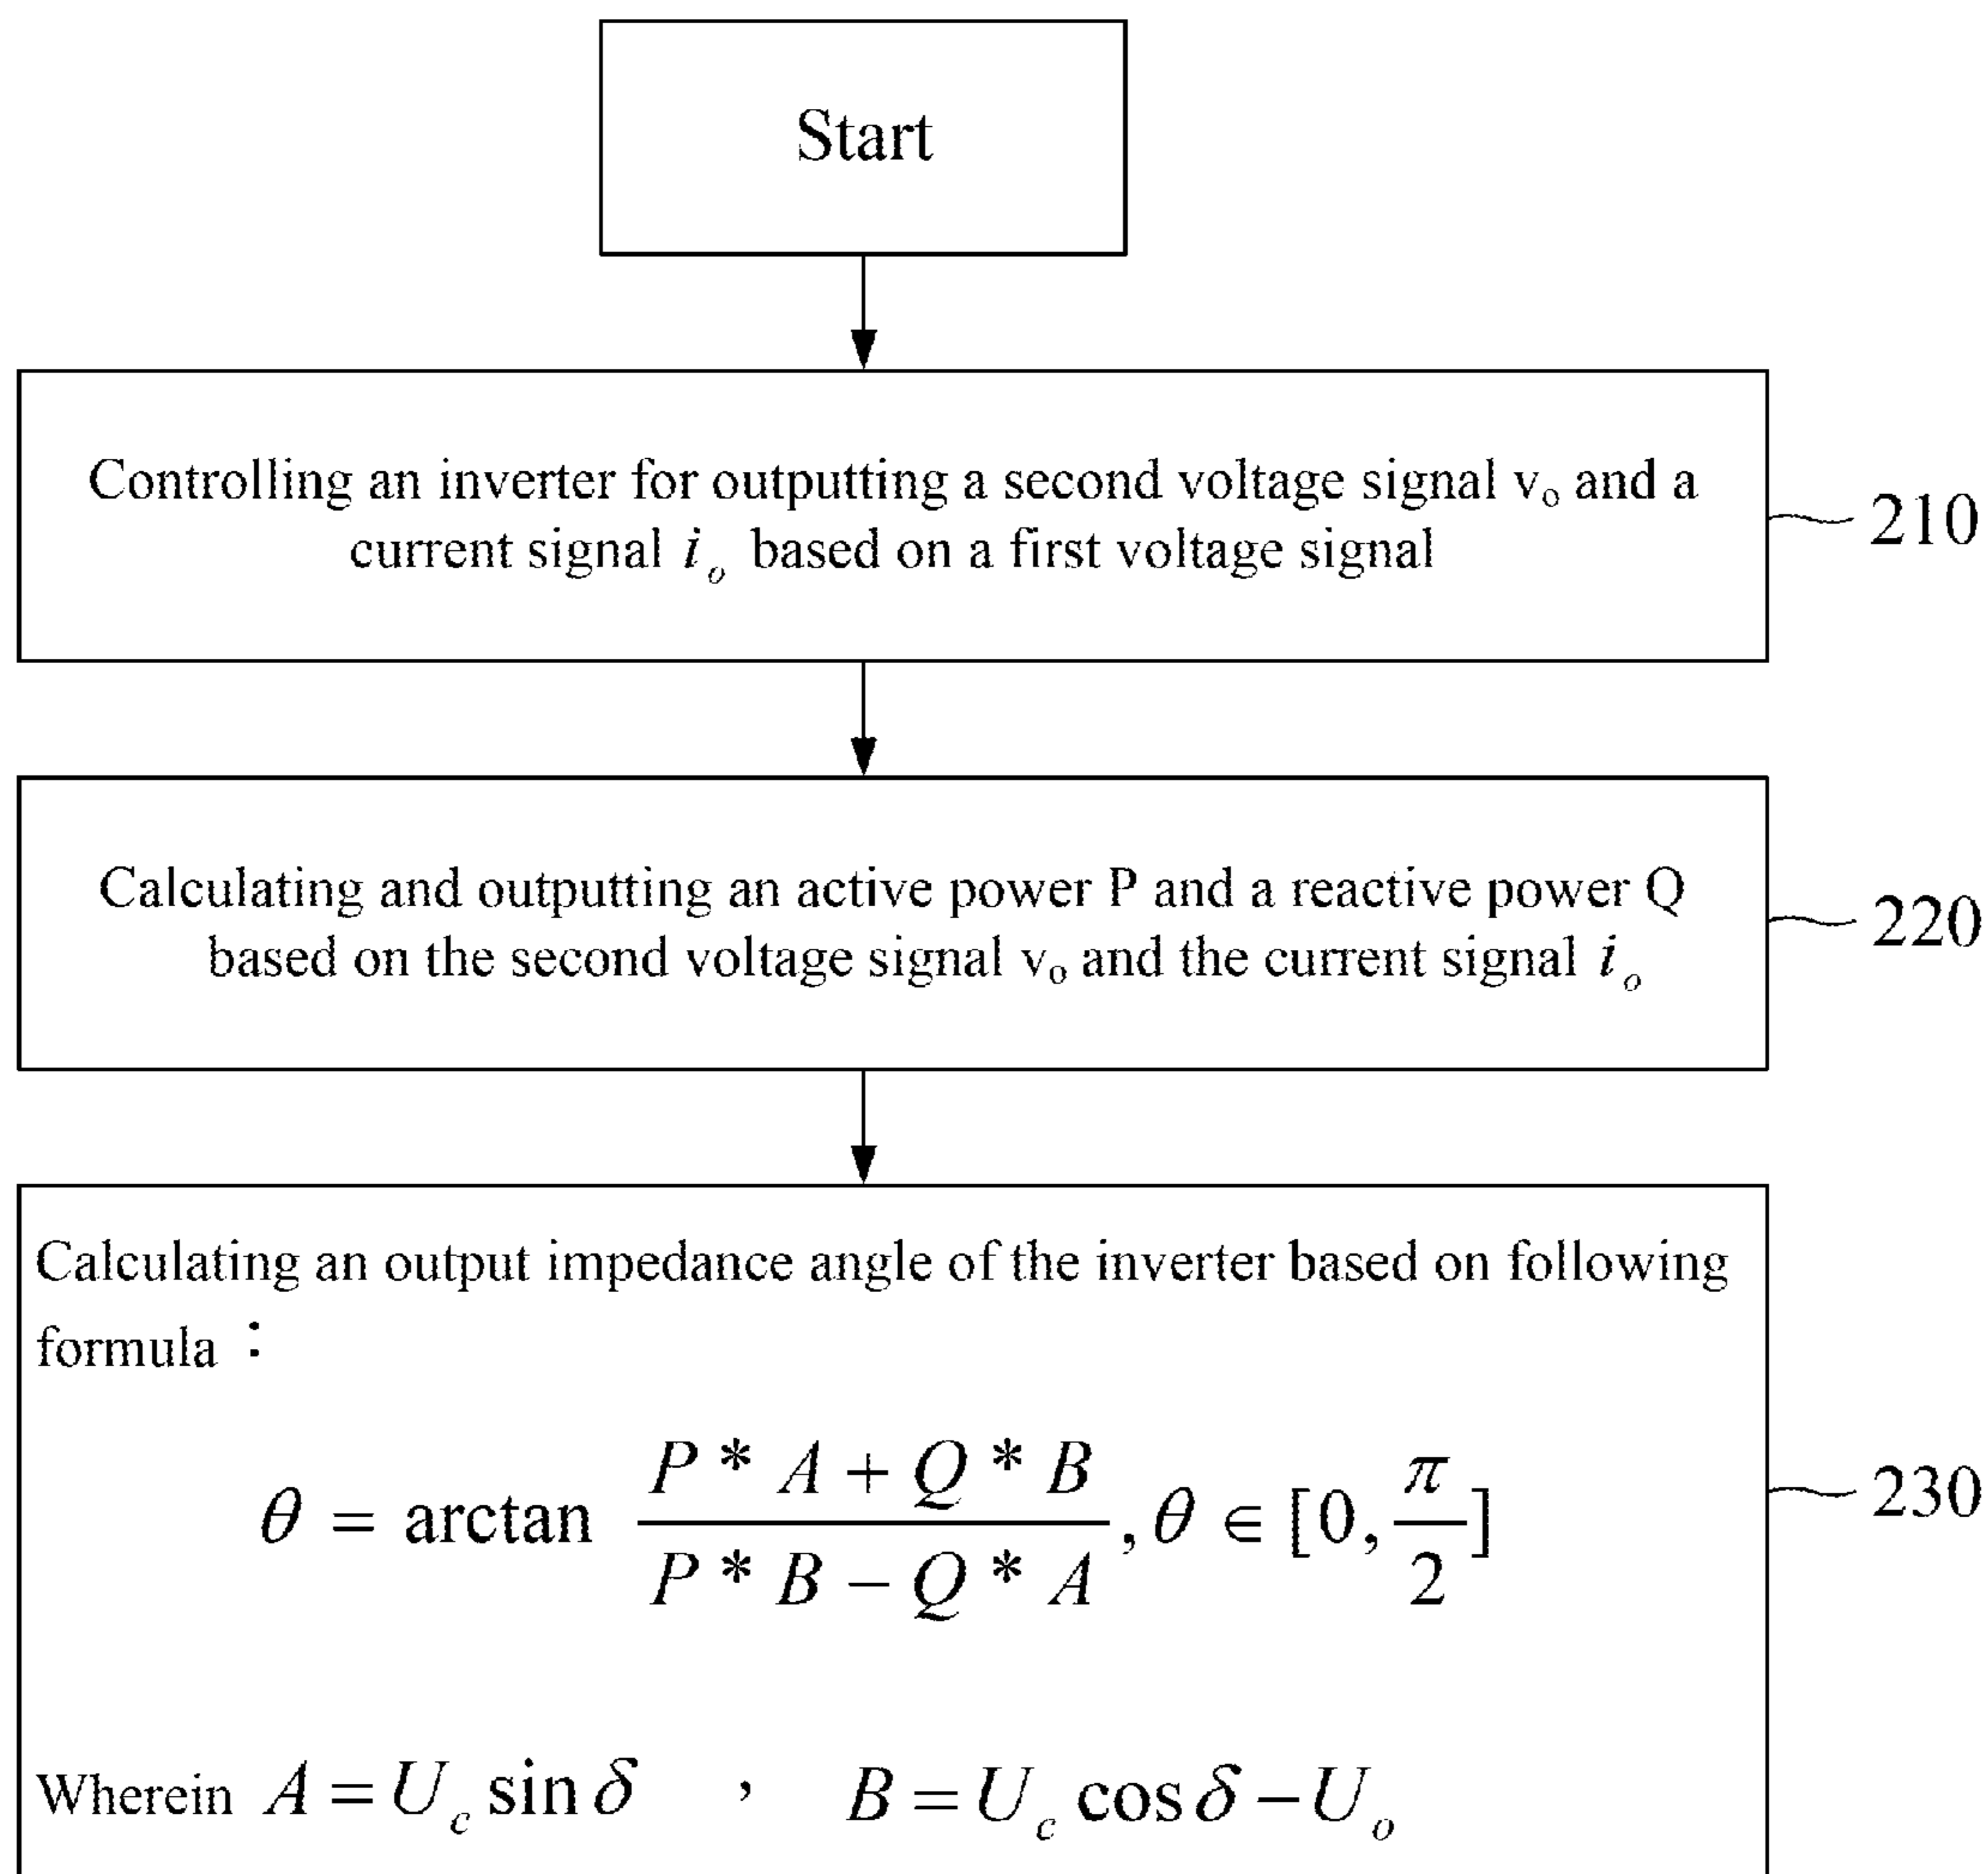 Start
Controlling an inverter for outputting a second voltage signal vₒ and a
current signal iₒ based on a first voltage signal
210
Calculating and outputting an active power P and a reactive power Q
based on the second voltage signal vₒ and the current signal iₒ
220
Calculating an output impedance angle of the inverter based on following
formula：
θ = arctan (P * A + Q * B) / (P * B − Q * A), θ ∈ [0, π/2]
230
Wherein A = U_c sin δ , B = U_c cos δ − U_o